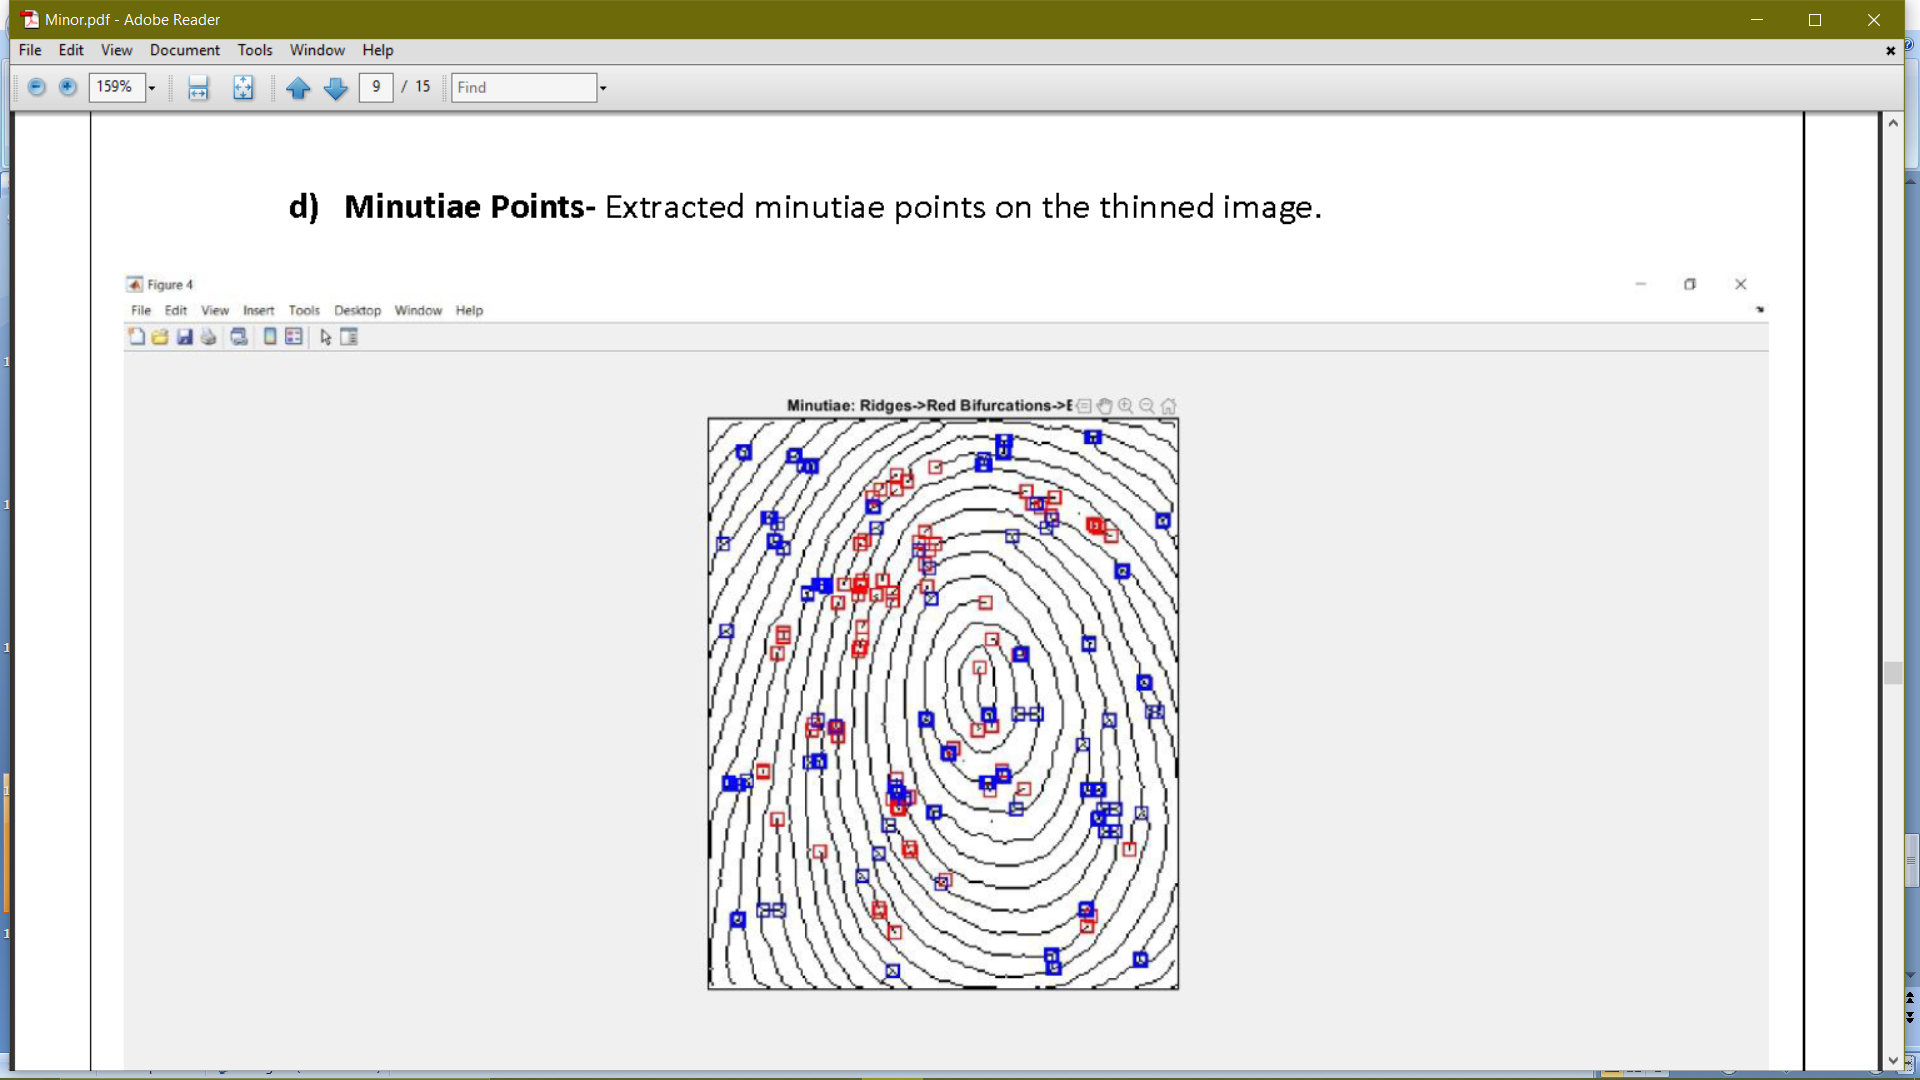 Minor.pdf - Adobe Reader
File Edit View Document Tools Window Help
159% 9 / 15 Find
d) Minutiae Points- Extracted minutiae points on the thinned image.
Figure 4
File Edit View Insert Tools Desktop Window Help
Minutiae: Ridges->Red Bifurcations->B